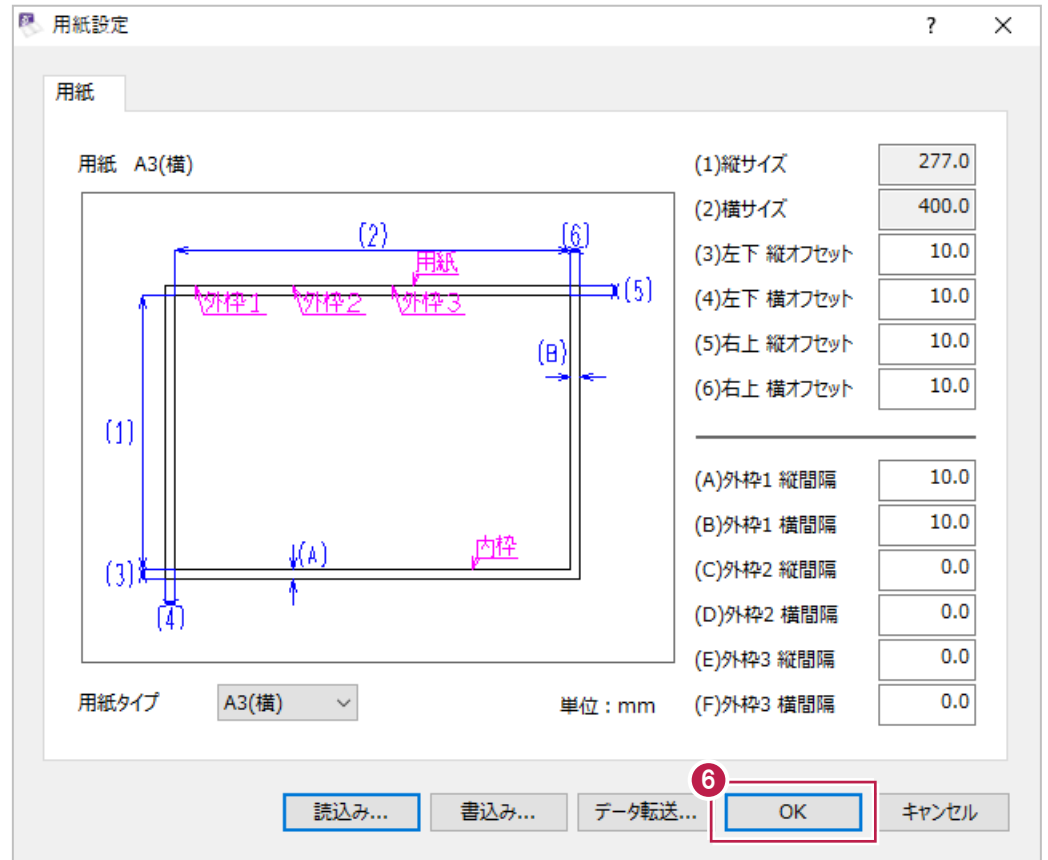 用紙設定 ? ×
用紙
用紙 A3(横)
(2) (6)
用紙
外枠1 外枠2 外枠3 (5)
(B)
(1)
(A) 内枠
(3)
(4)
用紙タイプ A3(横) 単位：mm
(1)縦サイズ 277.0
(2)横サイズ 400.0
(3)左下 縦オフセット 10.0
(4)左下 横オフセット 10.0
(5)右上 縦オフセット 10.0
(6)右上 横オフセット 10.0
(A)外枠1 縦間隔 10.0
(B)外枠1 横間隔 10.0
(C)外枠2 縦間隔 0.0
(D)外枠2 横間隔 0.0
(E)外枠3 縦間隔 0.0
(F)外枠3 横間隔 0.0
6
読込み... 書込み... データ転送... OK キャンセル